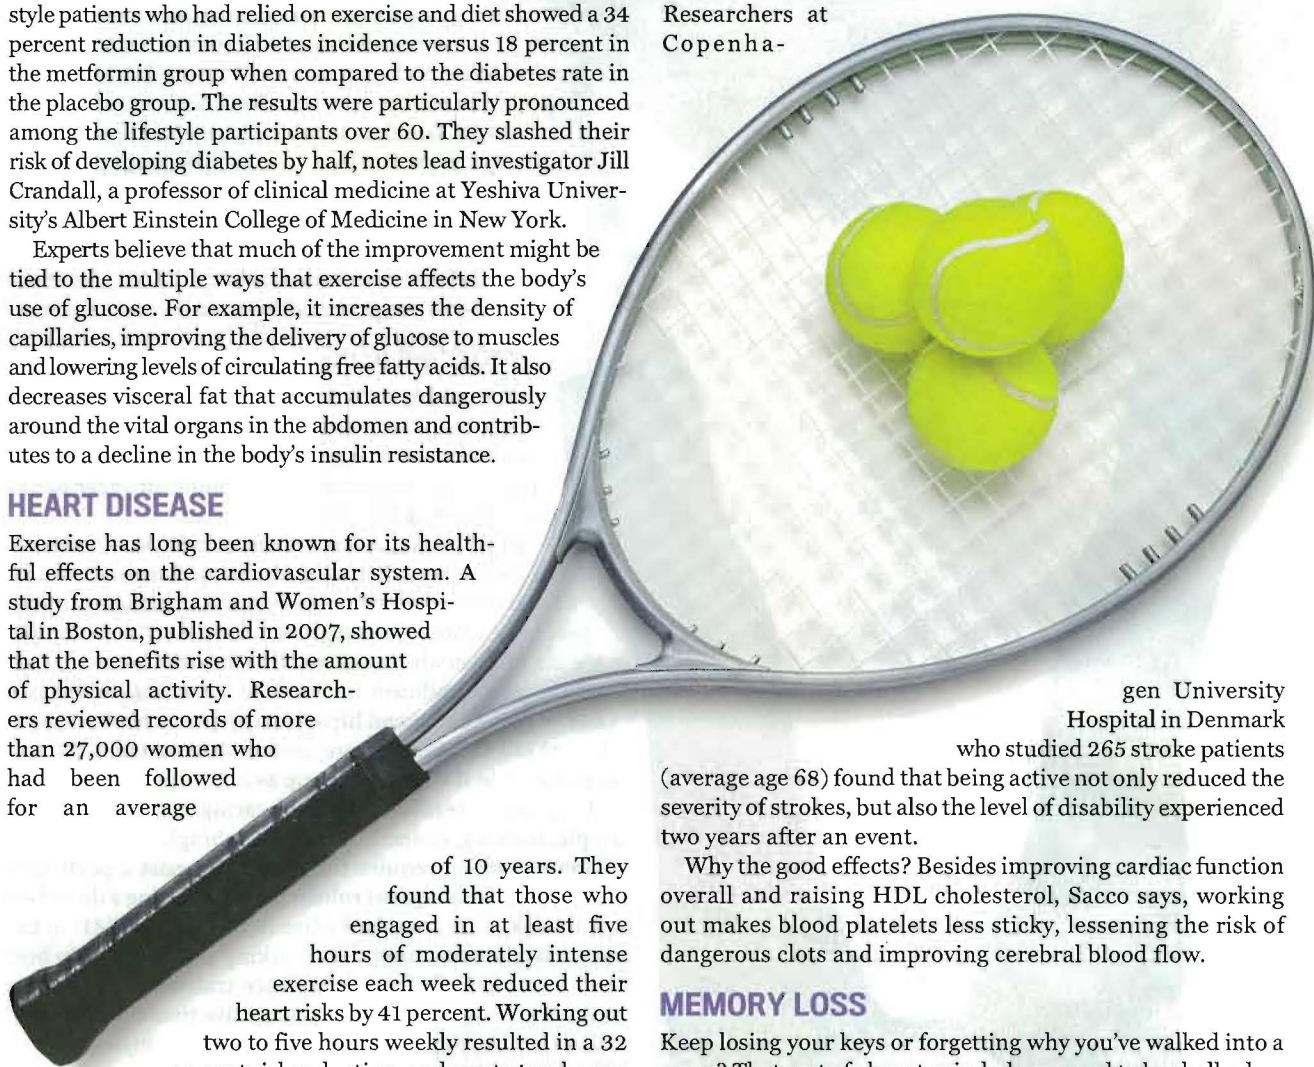 style patients who had relied on exercise and diet showed a 34
percent reduction in diabetes incidence versus 18 percent in
the metformin group when compared to the diabetes rate in
the placebo group. The results were particularly pronounced
among the lifestyle participants over 60. They slashed their
risk of developing diabetes by half, notes lead investigator Jill
Crandall, a professor of clinical medicine at Yeshiva Univer-
sity's Albert Einstein College of Medicine in New York.
Experts believe that much of the improvement might be
tied to the multiple ways that exercise affects the body's
use of glucose. For example, it increases the density of
capillaries, improving the delivery of glucose to muscles
and lowering levels of circulating free fatty acids. It also
decreases visceral fat that accumulates dangerously
around the vital organs in the abdomen and contrib-
utes to a decline in the body's insulin resistance.
HEART DISEASE
Exercise has long been known for its health-
ful effects on the cardiovascular system. A
study from Brigham and Women's Hospi-
tal in Boston, published in 2007, showed
that the benefits rise with the amount
of physical activity. Research-
ers reviewed records of more
than 27,000 women who
had been followed
for an average
of 10 years. They
found that those who
engaged in at least five
hours of moderately intense
exercise each week reduced their
heart risks by 41 percent. Working out
two to five hours weekly resulted in a 32
Researchers at
Copenha-
gen University
Hospital in Denmark
who studied 265 stroke patients
(average age 68) found that being active not only reduced the
severity of strokes, but also the level of disability experienced
two years after an event.
Why the good effects? Besides improving cardiac function
overall and raising HDL cholesterol, Sacco says, working
out makes blood platelets less sticky, lessening the risk of
dangerous clots and improving cerebral blood flow.
MEMORY LOSS
Keep losing your keys or forgetting why you've walked into a